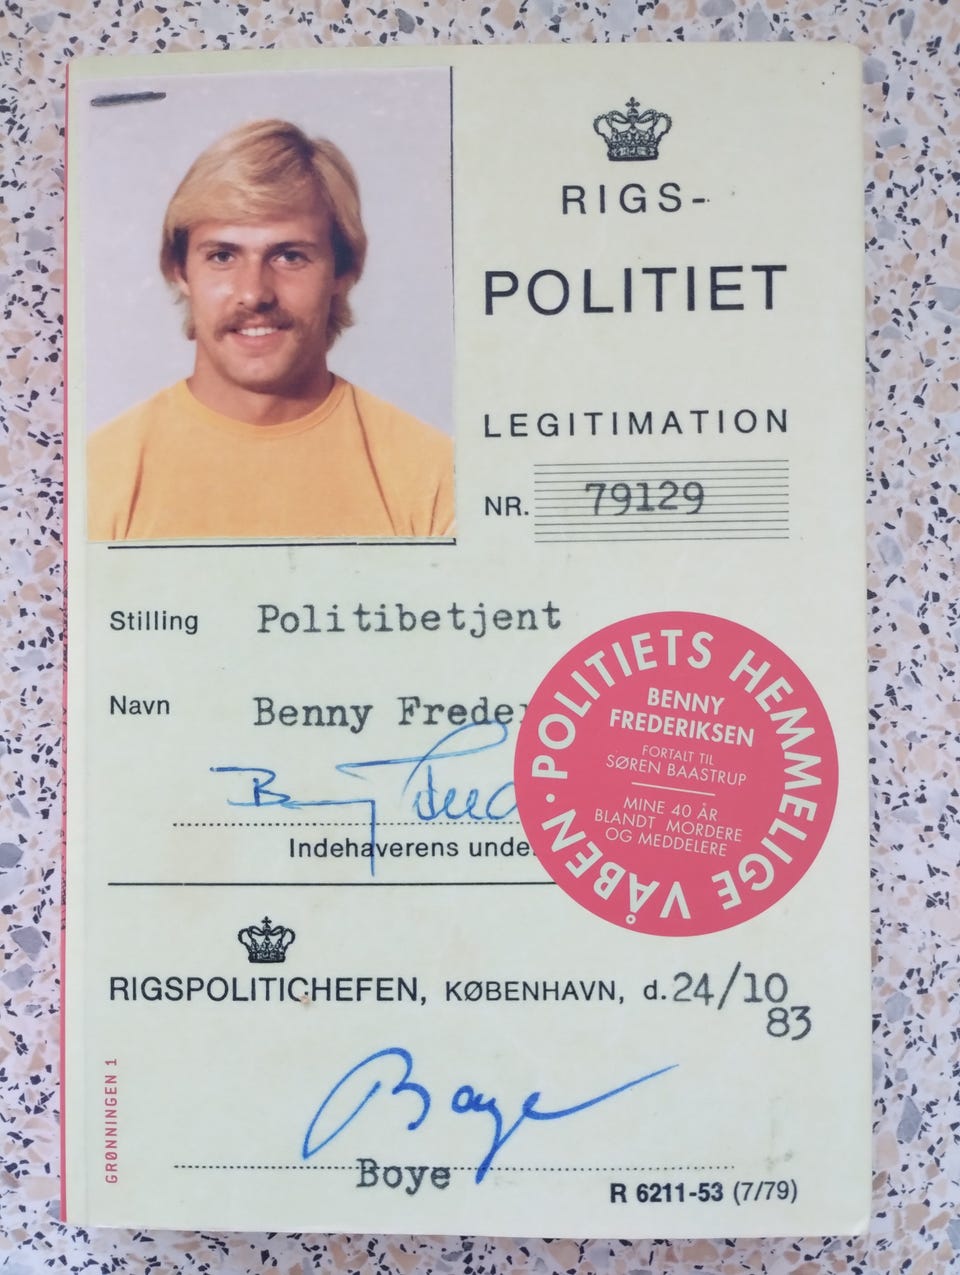 RIGS-
POLITIET
LEGITIMATION
NR. 79129
Stilling Politibetjent
Navn Benny Freder
Indehaverens unde
POLITIETS HEMMELIGE VÅBEN ·
BENNY
FREDERIKSEN
FORTALT TIL
SØREN BAASTRUP
MINE 40 ÅR
BLANDT MORDERE
OG MEDDELERE
RIGSPOLITICHEFEN, KØBENHAVN, d. 24/10
83
Boye
Boye
R 6211-53 (7/79)
GRØNNINGEN 1